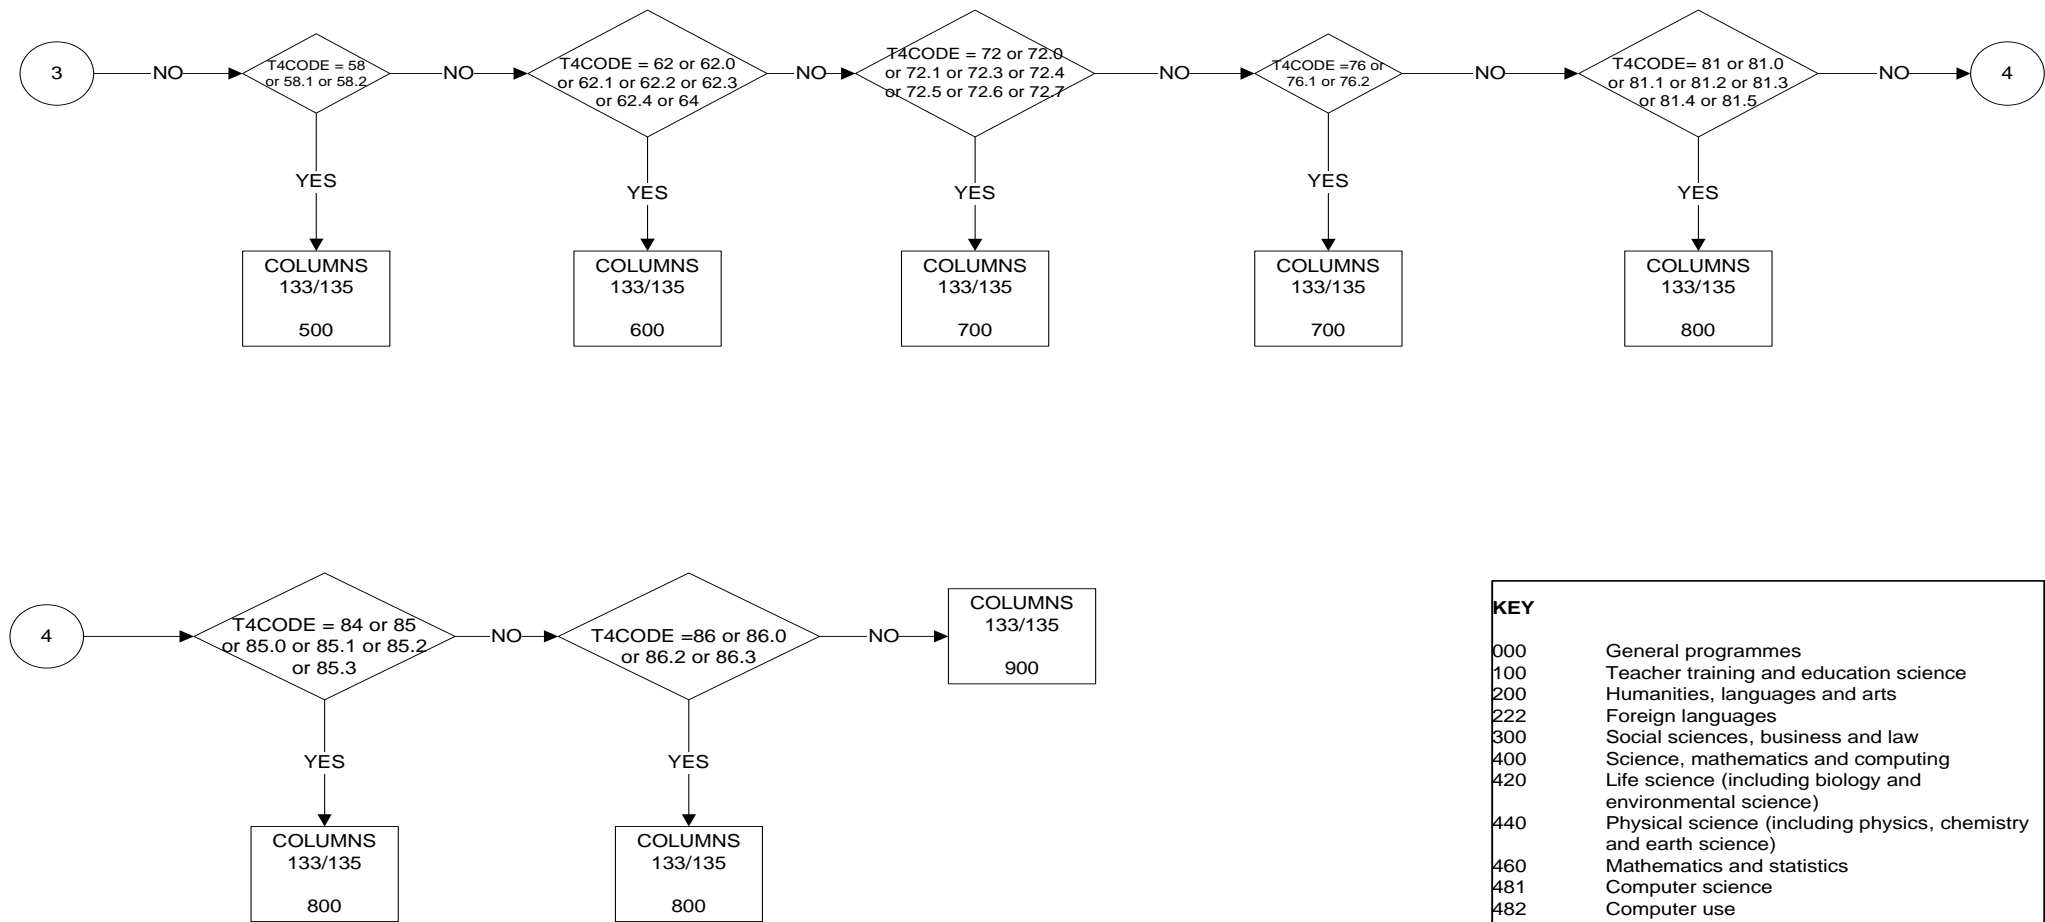 3
NO
T4CODE = 58
or 58.1 or 58.2
NO
T4CODE = 62 or 62.0
or 62.1 or 62.2 or 62.3
or 62.4 or 64
NO
T4CODE = 72 or 72.0
or 72.1 or 72.3 or 72.4
or 72.5 or 72.6 or 72.7
NO
T4CODE =76 or
76.1 or 76.2
NO
T4CODE= 81 or 81.0
or 81.1 or 81.2 or 81.3
or 81.4 or 81.5
NO
4
YES
YES
YES
YES
YES
COLUMNS
133/135
500
COLUMNS
133/135
600
COLUMNS
133/135
700
COLUMNS
133/135
700
COLUMNS
133/135
800
4
T4CODE = 84 or 85
or 85.0 or 85.1 or 85.2
or 85.3
NO
T4CODE =86 or 86.0
or 86.2 or 86.3
NO
COLUMNS
133/135
900
YES
YES
COLUMNS
133/135
800
COLUMNS
133/135
800
KEY
000 General programmes
100 Teacher training and education science
200 Humanities, languages and arts
222 Foreign languages
300 Social sciences, business and law
400 Science, mathematics and computing
420 Life science (including biology and
environmental science)
440 Physical science (including physics, chemistry
and earth science)
460 Mathematics and statistics
481 Computer science
482 Computer use